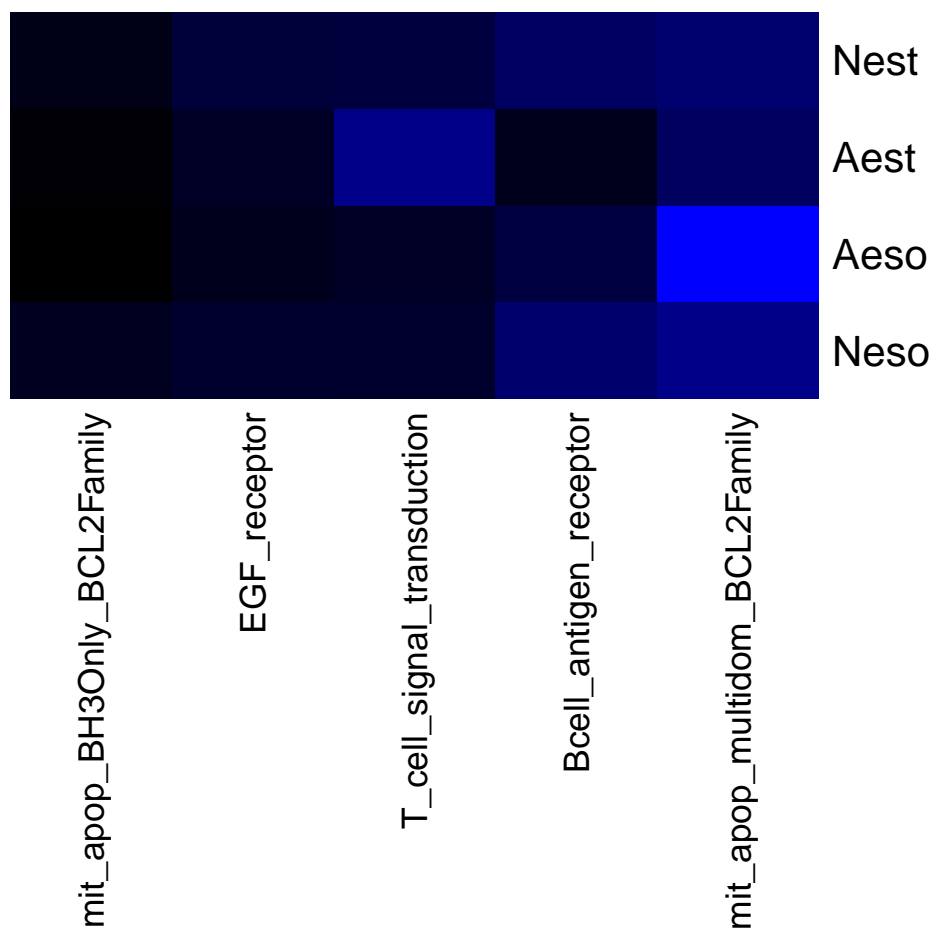 Nest
Aest
Aeso
Neso
mit_apop_BH3Only_BCL2Family
EGF_receptor
T_cell_signal_transduction
Bcell_antigen_receptor
mit_apop_multidom_BCL2Family